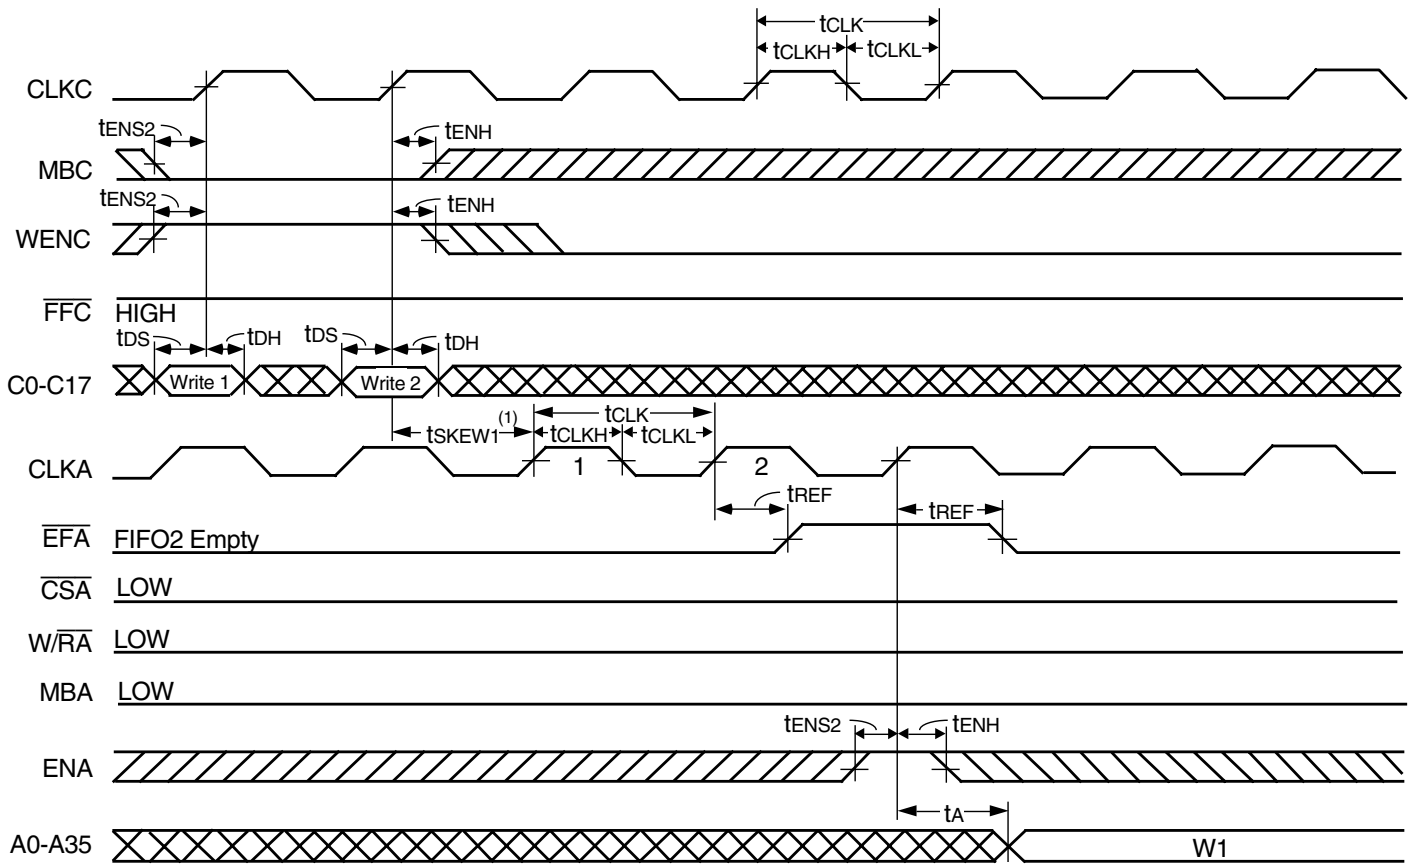 tCLK
tCLKH tCLKL
CLKC
tENS2 tENH
MBC
tENS2 tENH
WENC
FFC HIGH
tDS tDH tDS tDH
C0-C17 Write 1 Write 2
tSKEW1(1) tCLK
tCLKH tCLKL
CLKA 1 2
tREF tREF
EFA FIFO2 Empty
CSA LOW
W/RA LOW
MBA LOW
tENS2 tENH
ENA
tA
A0-A35 W1